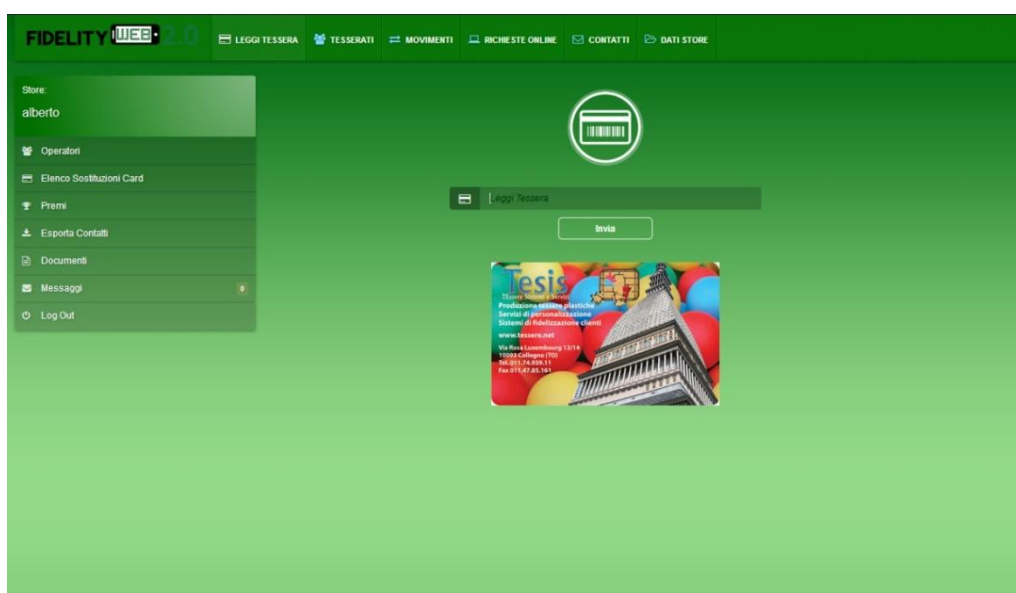 FIDELITY WEB 2.0
LEGGI TESSERA TESSERATI MOVIMENTI RICHIESTE ONLINE CONTATTI DATI STORE
Store:
alberto
Operatori
Elenco Sostituzioni Card
Premi
Esporta Contatti
Documenti
Messaggi 0
Log Out
Leggi Tessera
Invia
Tesis
TEssere SIstemi e Servizi
Produzione tessere plastiche
Servizi di personalizzazione
Sistemi di fidelizzazione clienti
www.tessere.net
Via Rosa Luxembourg 12/14
10093 Collegno (TO)
Tel. 011.74.939.11
Fax 011.47.85.161